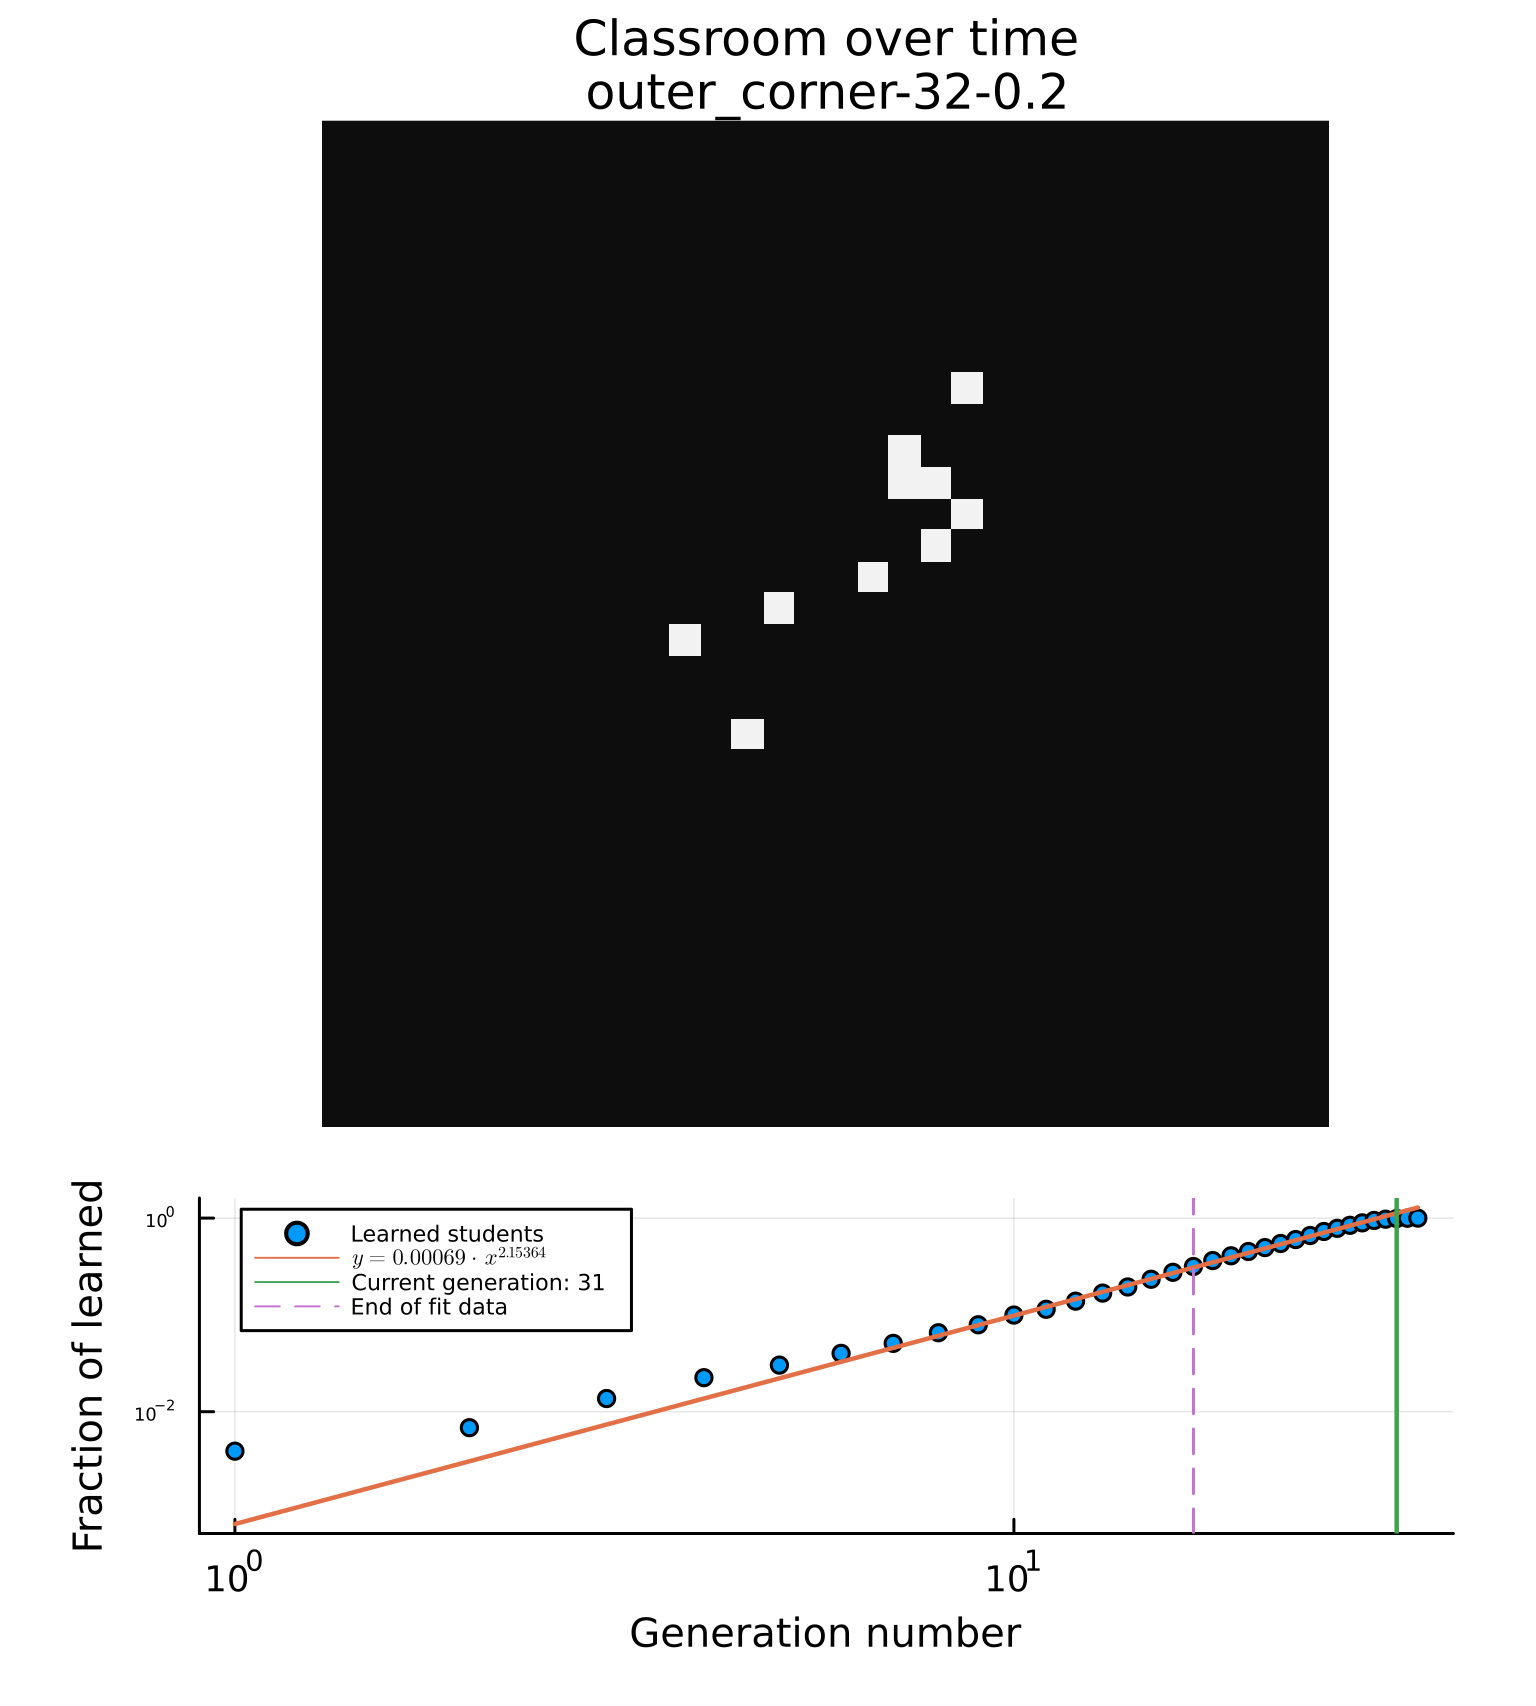 Classroom over time
outer_corner-32-0.2
Fraction of learned
10^0
10^-2
Learned students
y = 0.00069 · x^2.15364
Current generation: 31
End of fit data
10^0
10^1
Generation number